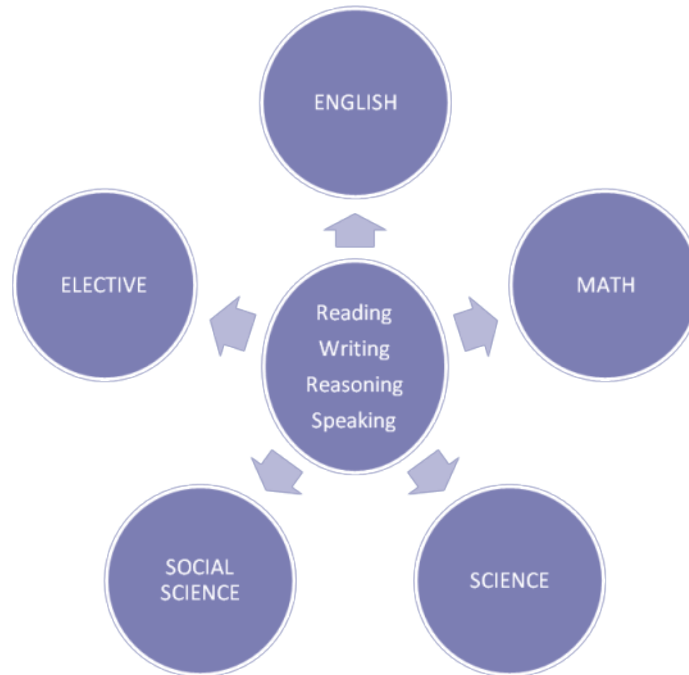 ENGLISH
ELECTIVE
MATH
Reading
Writing
Reasoning
Speaking
SOCIAL
SCIENCE
SCIENCE